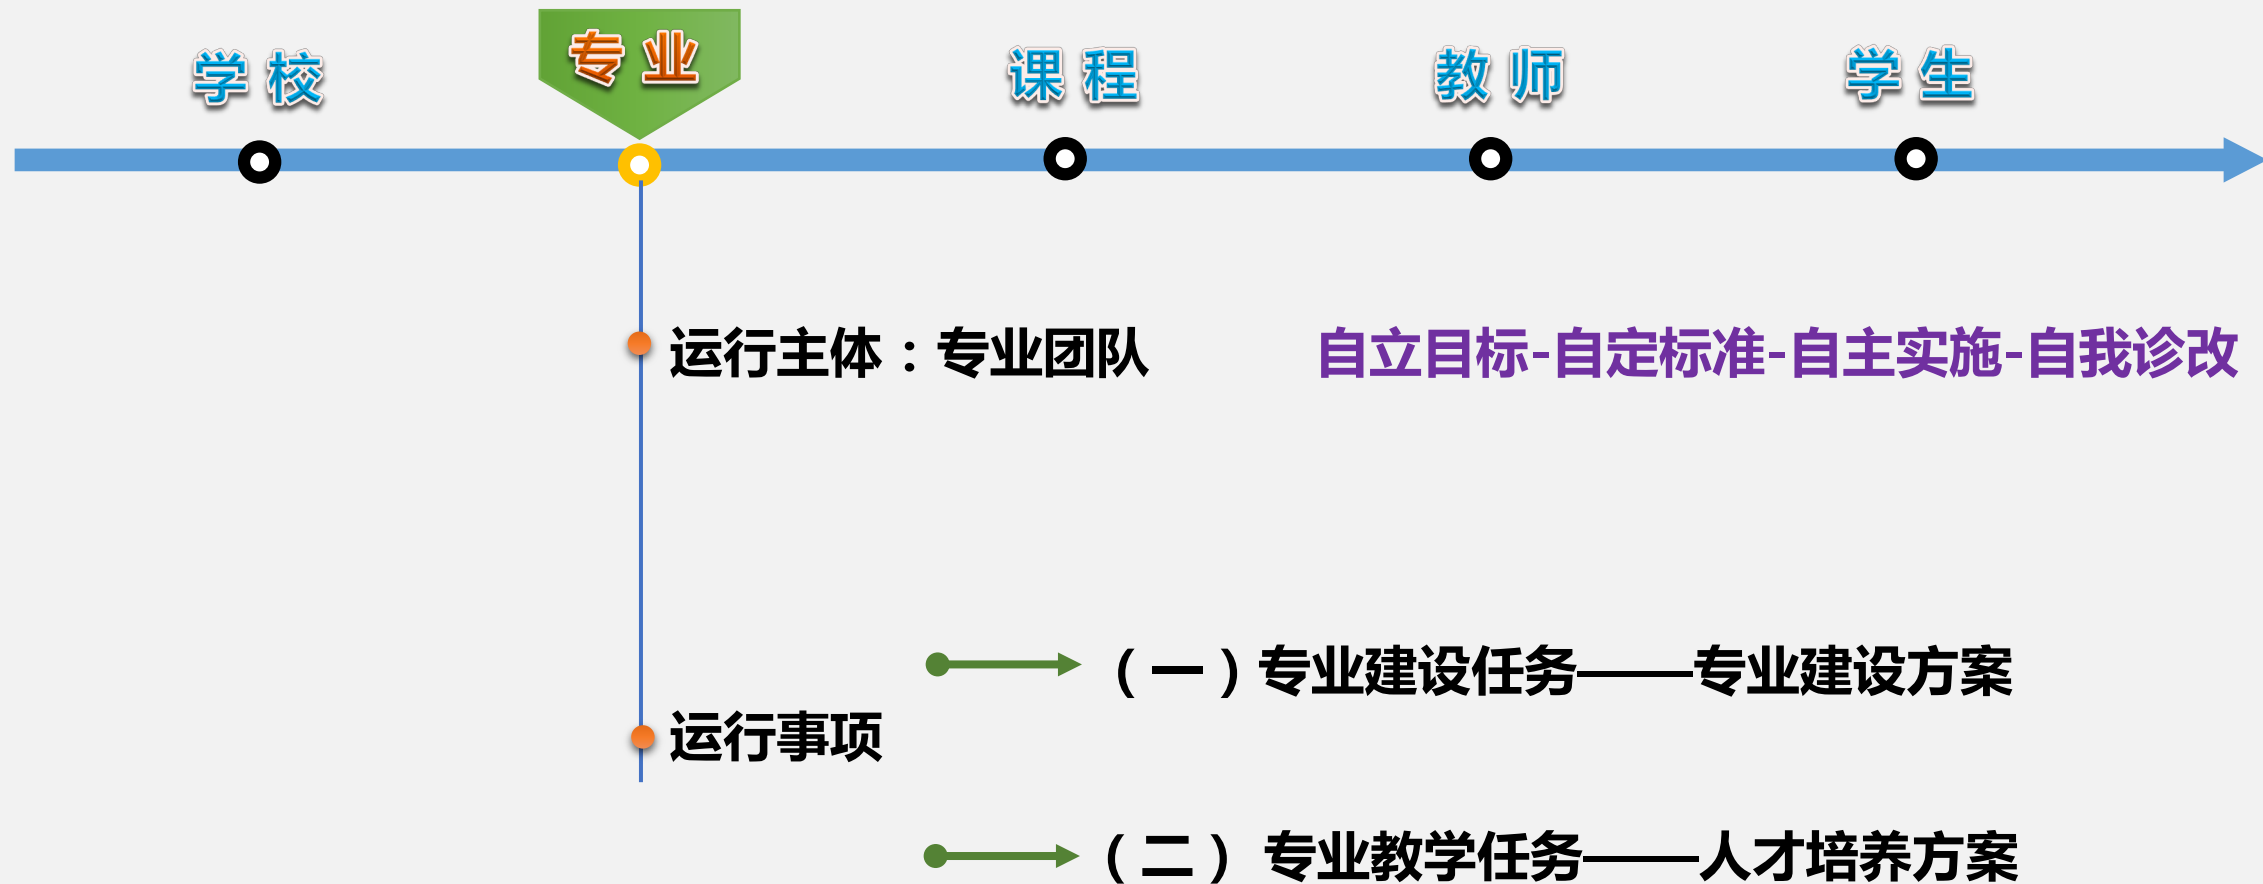 学校 专业 课程 教师 学生
运行主体：专业团队 自立目标-自定标准-自主实施-自我诊改
（一）专业建设任务——专业建设方案
运行事项
（二） 专业教学任务——人才培养方案